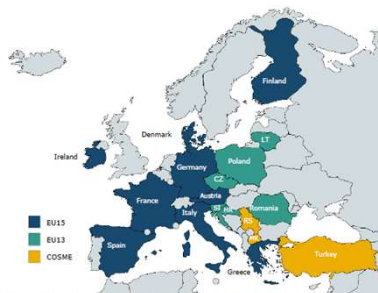 Finland
Denmark
LT
Ireland
Germany
Poland
CZ
France
Austria
SI
HR
Romania
Italy
RS
EU15
EU13
COSME
Spain
Turkey
Greece